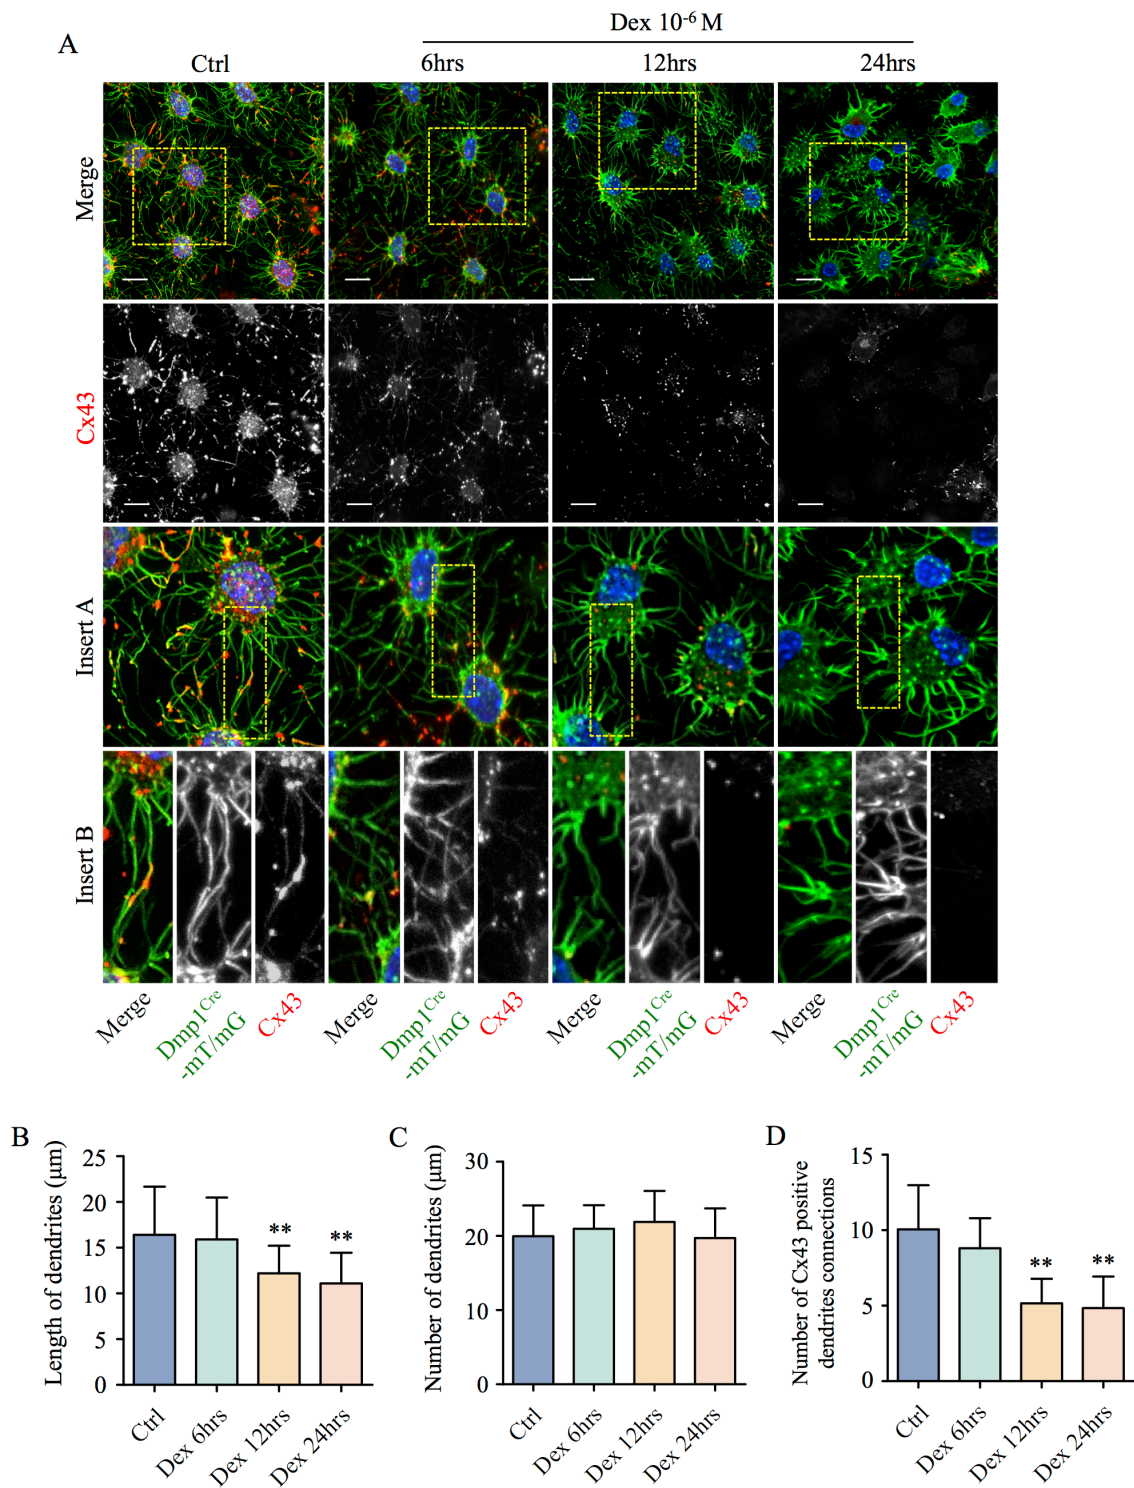 A
Dex 10⁻⁶ M
Ctrl
6hrs
12hrs
24hrs
Merge
Cx43
Insert A
Insert B
Merge
Dmp1ᶜʳᵉ
-mT/mG
Cx43
Merge
Dmp1ᶜʳᵉ
-mT/mG
Cx43
Merge
Dmp1ᶜʳᵉ
-mT/mG
Cx43
Merge
Dmp1ᶜʳᵉ
-mT/mG
Cx43
B
Length of dendrites (μm)
25
20
15
10
5
0
**
**
Ctrl
Dex 6hrs
Dex 12hrs
Dex 24hrs
C
Number of dendrites (μm)
30
20
10
0
Ctrl
Dex 6hrs
Dex 12hrs
Dex 24hrs
D
Number of Cx43 positive
dendrites connections
15
10
5
0
**
**
Ctrl
Dex 6hrs
Dex 12hrs
Dex 24hrs